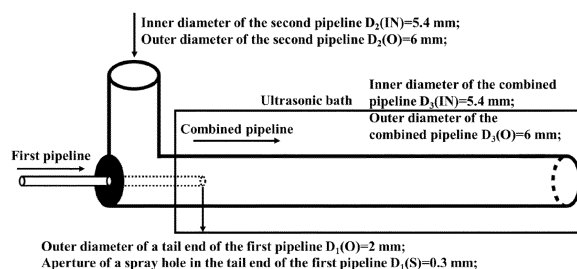 Inner diameter of the second pipeline D₂(IN)=5.4 mm;
Outer diameter of the second pipeline D₂(O)=6 mm;
Inner diameter of the combined
pipeline D₃(IN)=5.4 mm;
Outer diameter of the
combined pipeline D₃(O)=6 mm;
Ultrasonic bath
Combined pipeline
First pipeline
Outer diameter of a tail end of the first pipeline D₁(O)=2 mm;
Aperture of a spray hole in the tail end of the first pipeline D₁(S)=0.3 mm;